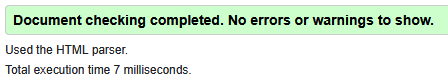 Document checking completed. No errors or warnings to show.
Used the HTML parser.
Total execution time 7 milliseconds.